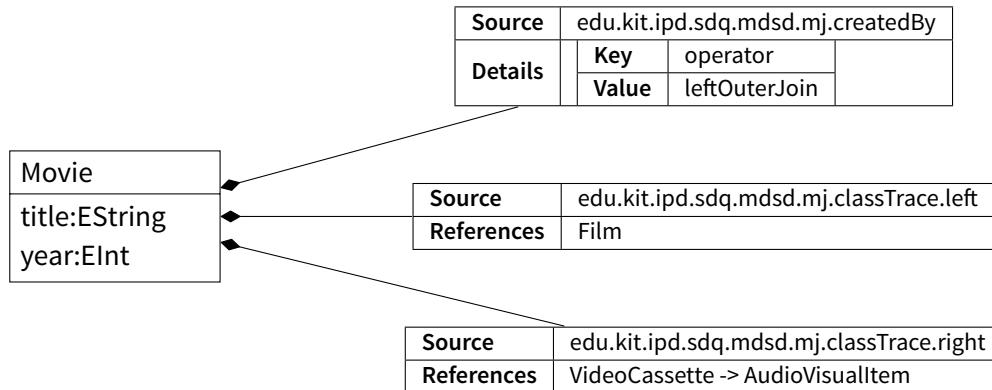 Source edu.kit.ipd.sdq.mdsd.mj.createdBy
Details
Key operator
Value leftOuterJoin
Movie
title:EString
year:EInt
Source edu.kit.ipd.sdq.mdsd.mj.classTrace.left
References Film
Source edu.kit.ipd.sdq.mdsd.mj.classTrace.right
References VideoCassette -> AudioVisualItem